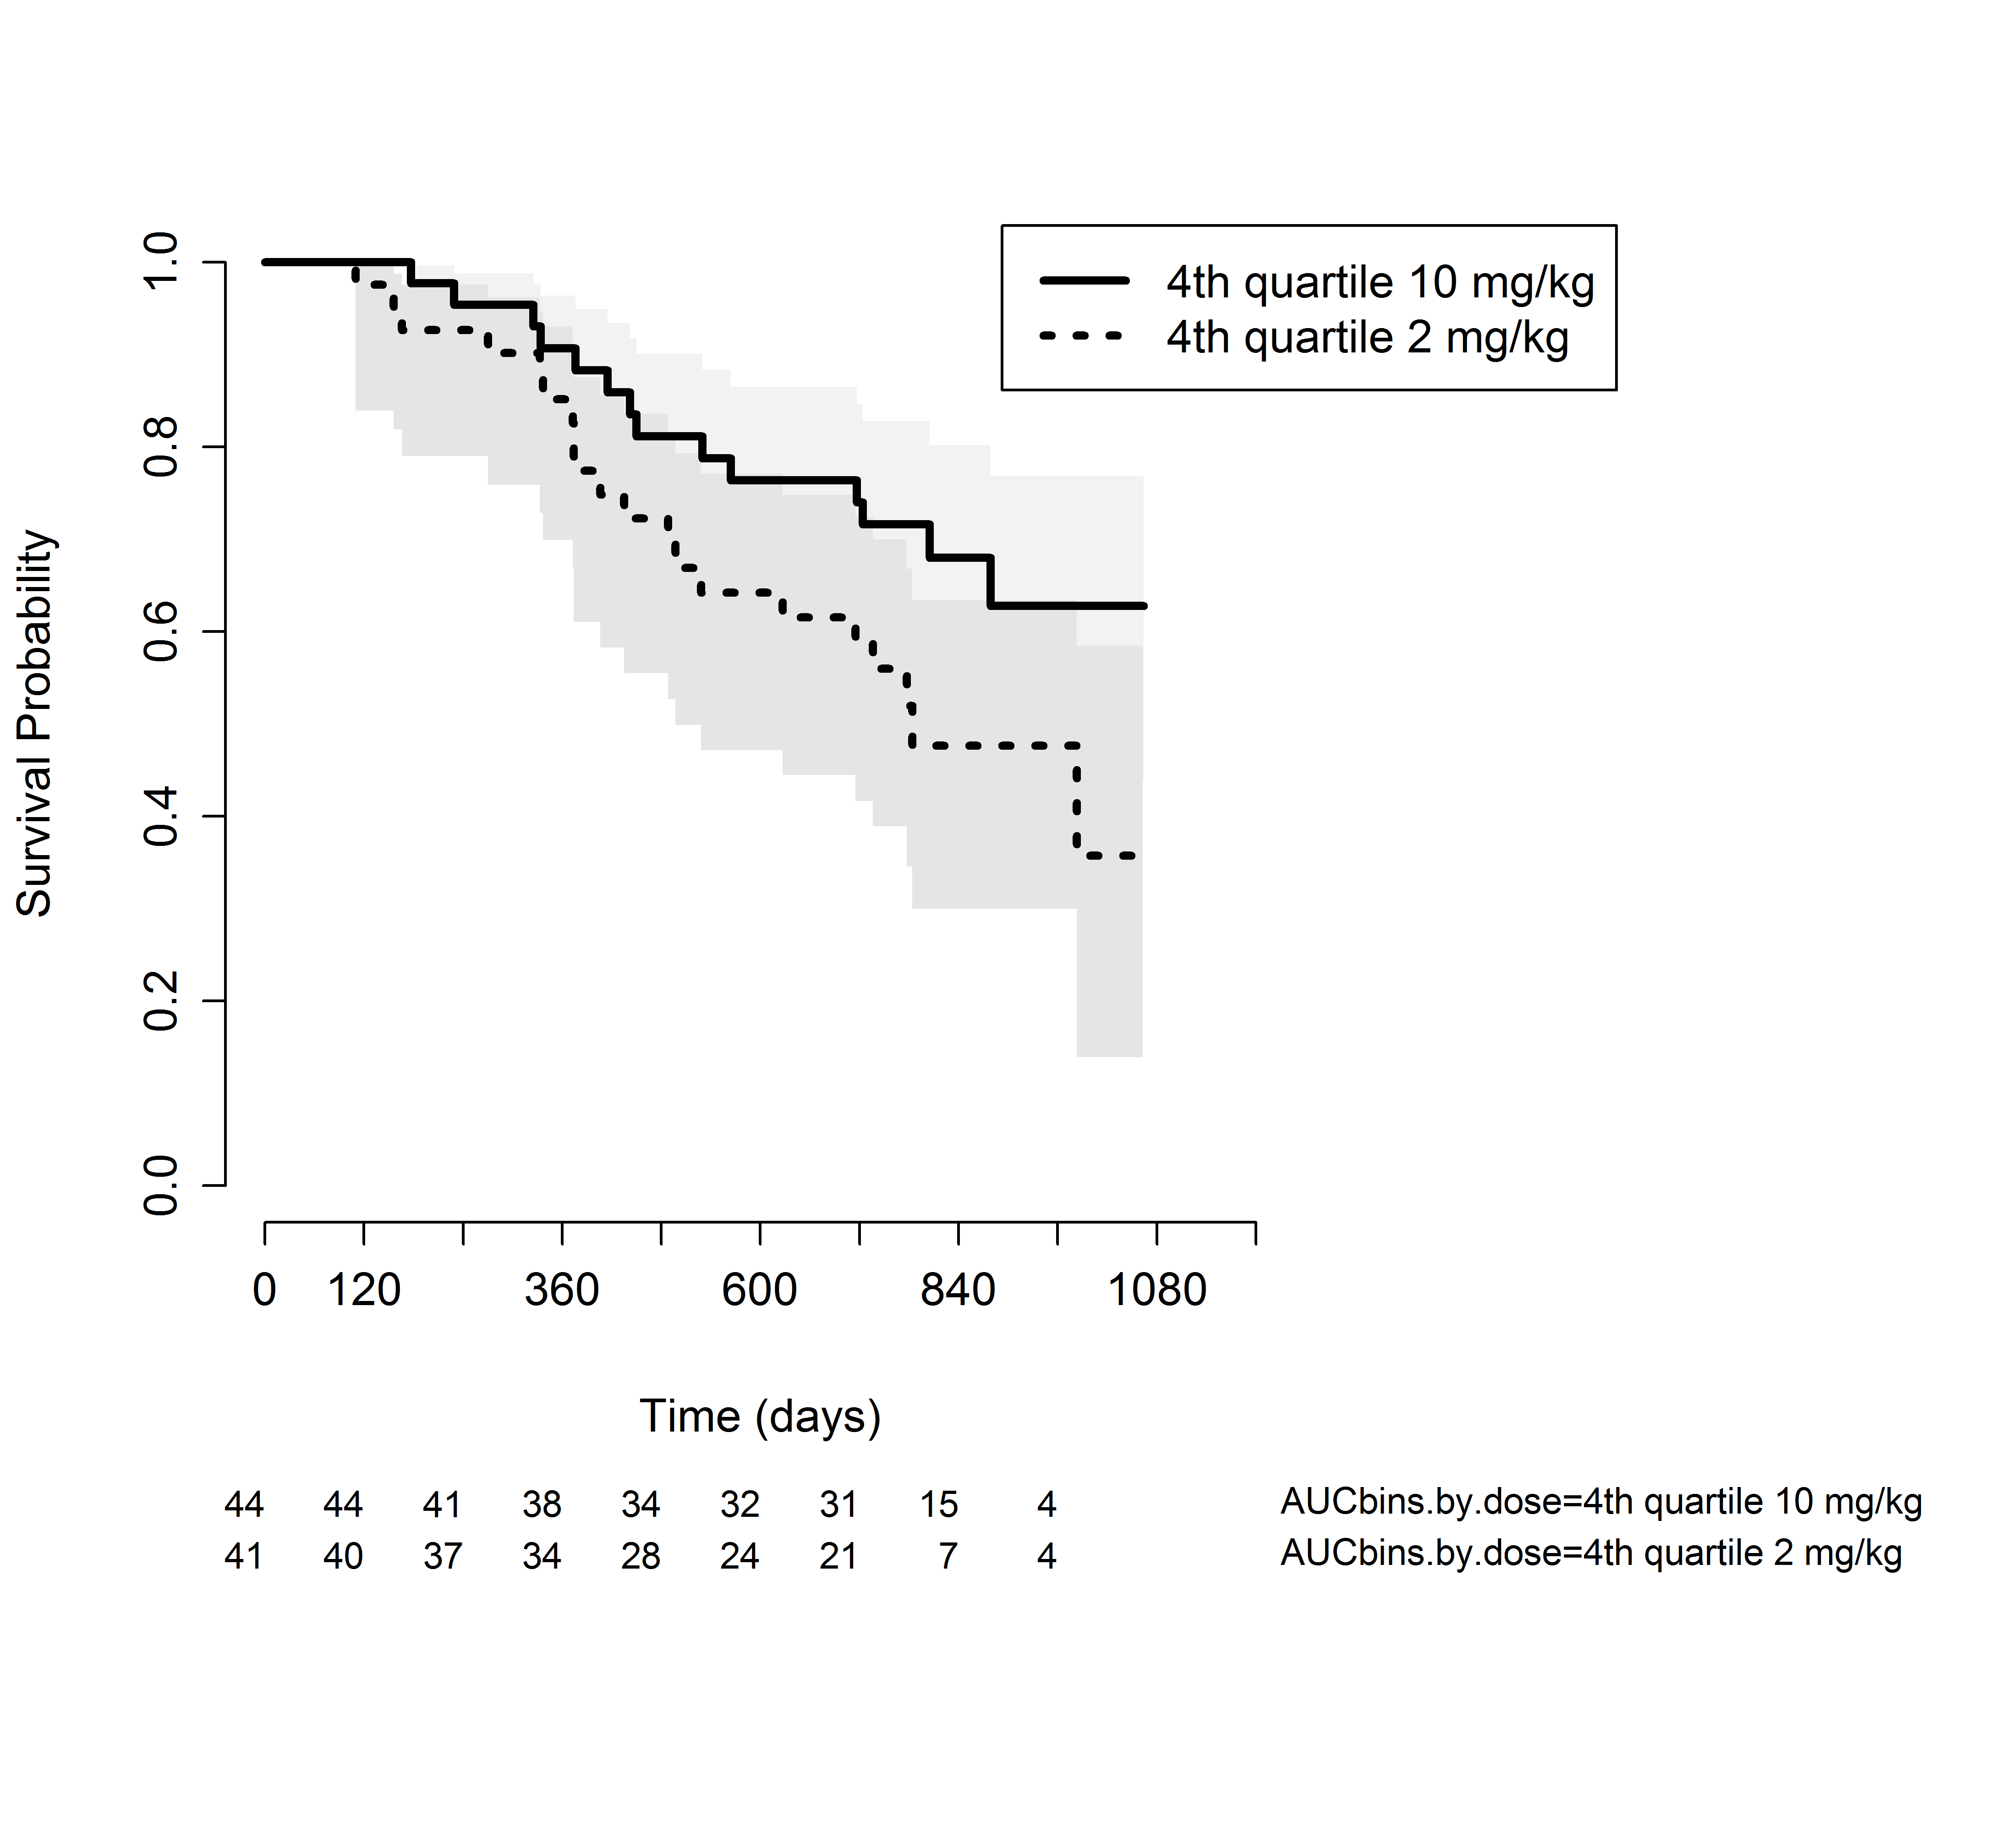 4th quartile 10 mg/kg
4th quartile 2 mg/kg
Survival Probability
1.0
0.8
0.6
0.4
0.2
0.0
0 120 360 600 840 1080
Time (days)
44 44 41 38 34 32 31 15 4 AUCbins.by.dose=4th quartile 10 mg/kg
41 40 37 34 28 24 21 7 4 AUCbins.by.dose=4th quartile 2 mg/kg